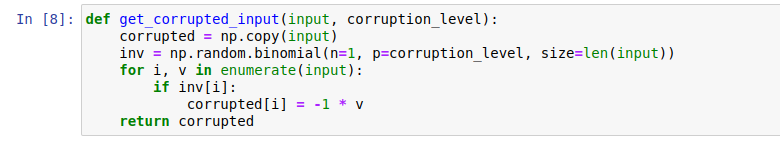 In [8]: def get_corrupted_input(input, corruption_level):
    corrupted = np.copy(input)
    inv = np.random.binomial(n=1, p=corruption_level, size=len(input))
    for i, v in enumerate(input):
        if inv[i]:
            corrupted[i] = -1 * v
    return corrupted